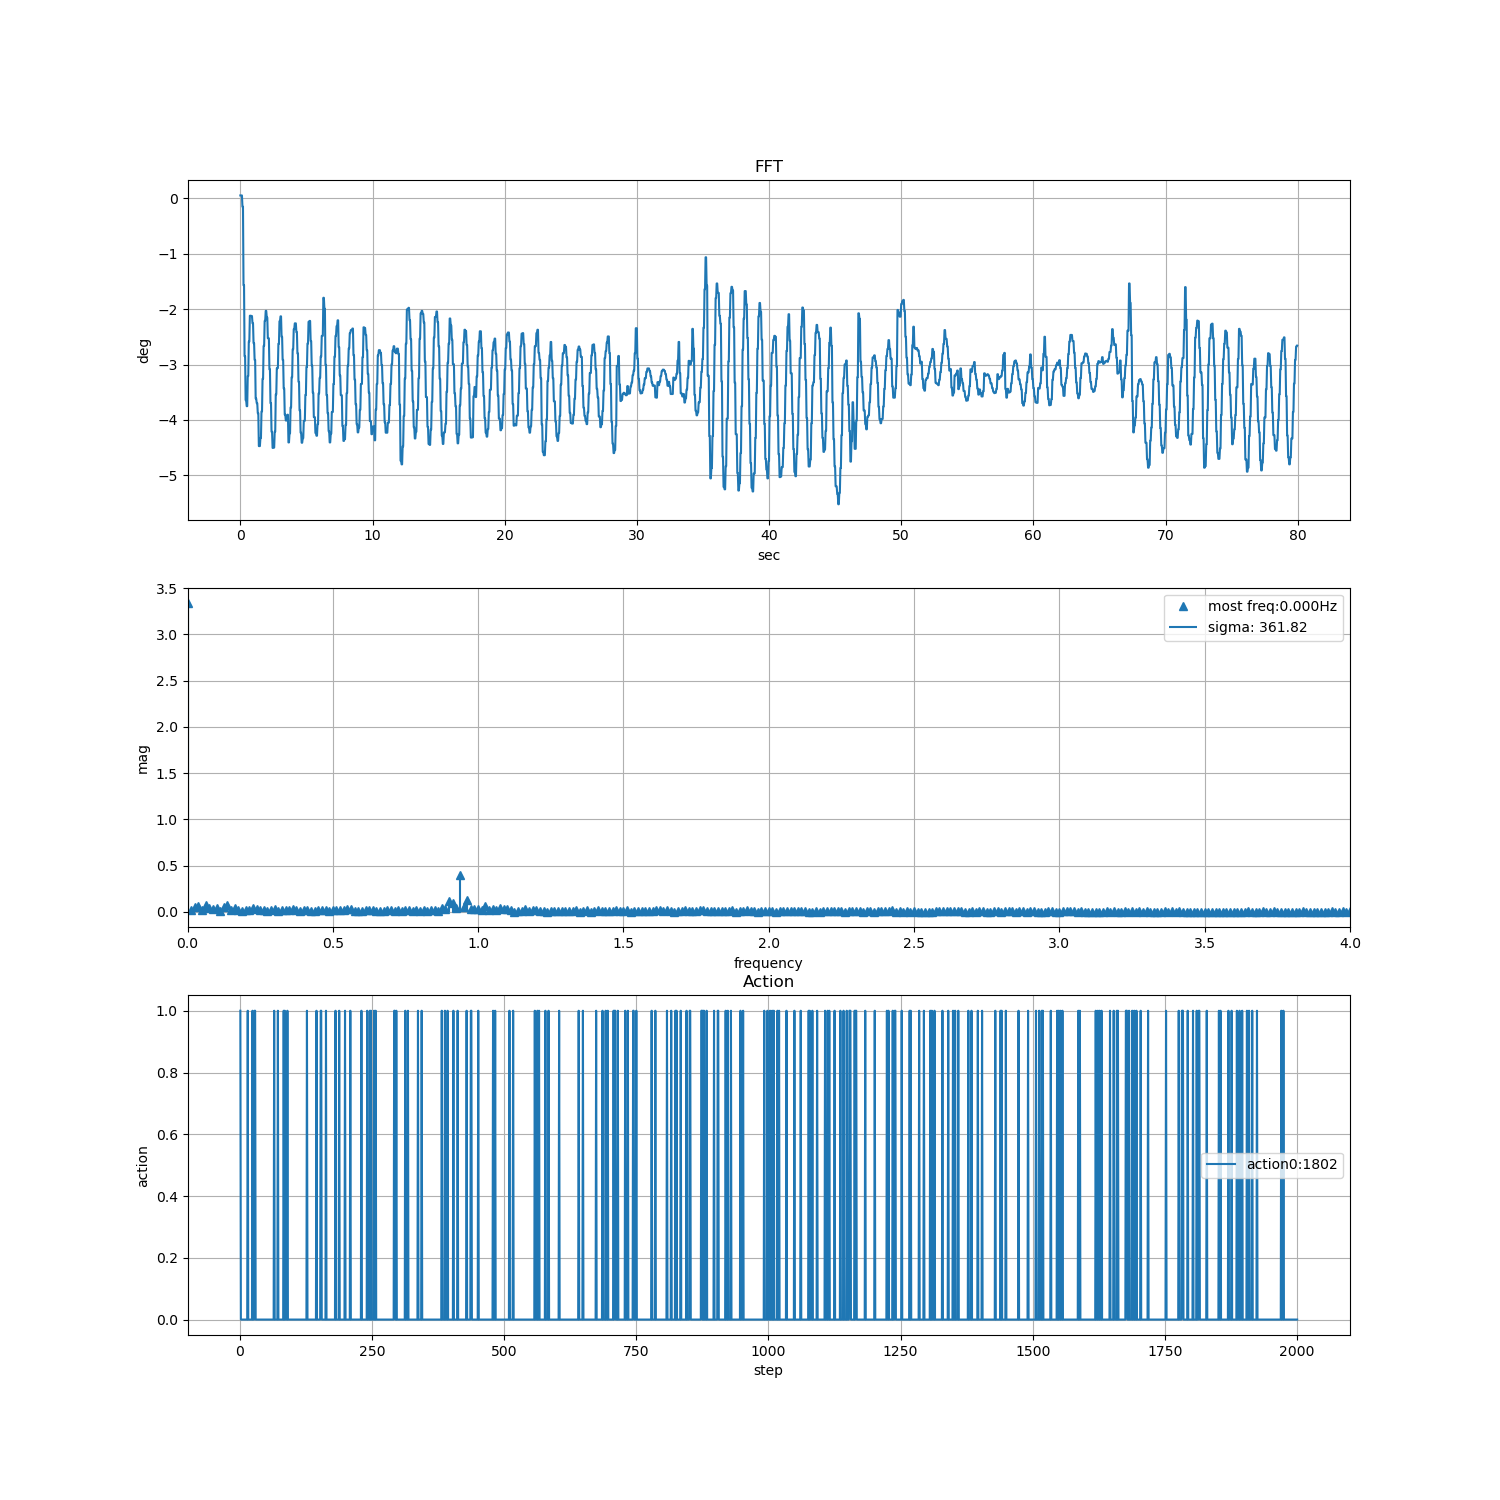 FFT
0
−1
−2
−3
−4
−5
deg
0 10 20 30 40 50 60 70 80
sec
3.5
3.0
2.5
2.0
1.5
1.0
0.5
0.0
mag
most freq:0.000Hz
sigma: 361.82
0.0 0.5 1.0 1.5 2.0 2.5 3.0 3.5 4.0
frequency
Action
1.0
0.8
0.6
0.4
0.2
0.0
action
action0:1802
0 250 500 750 1000 1250 1500 1750 2000
step